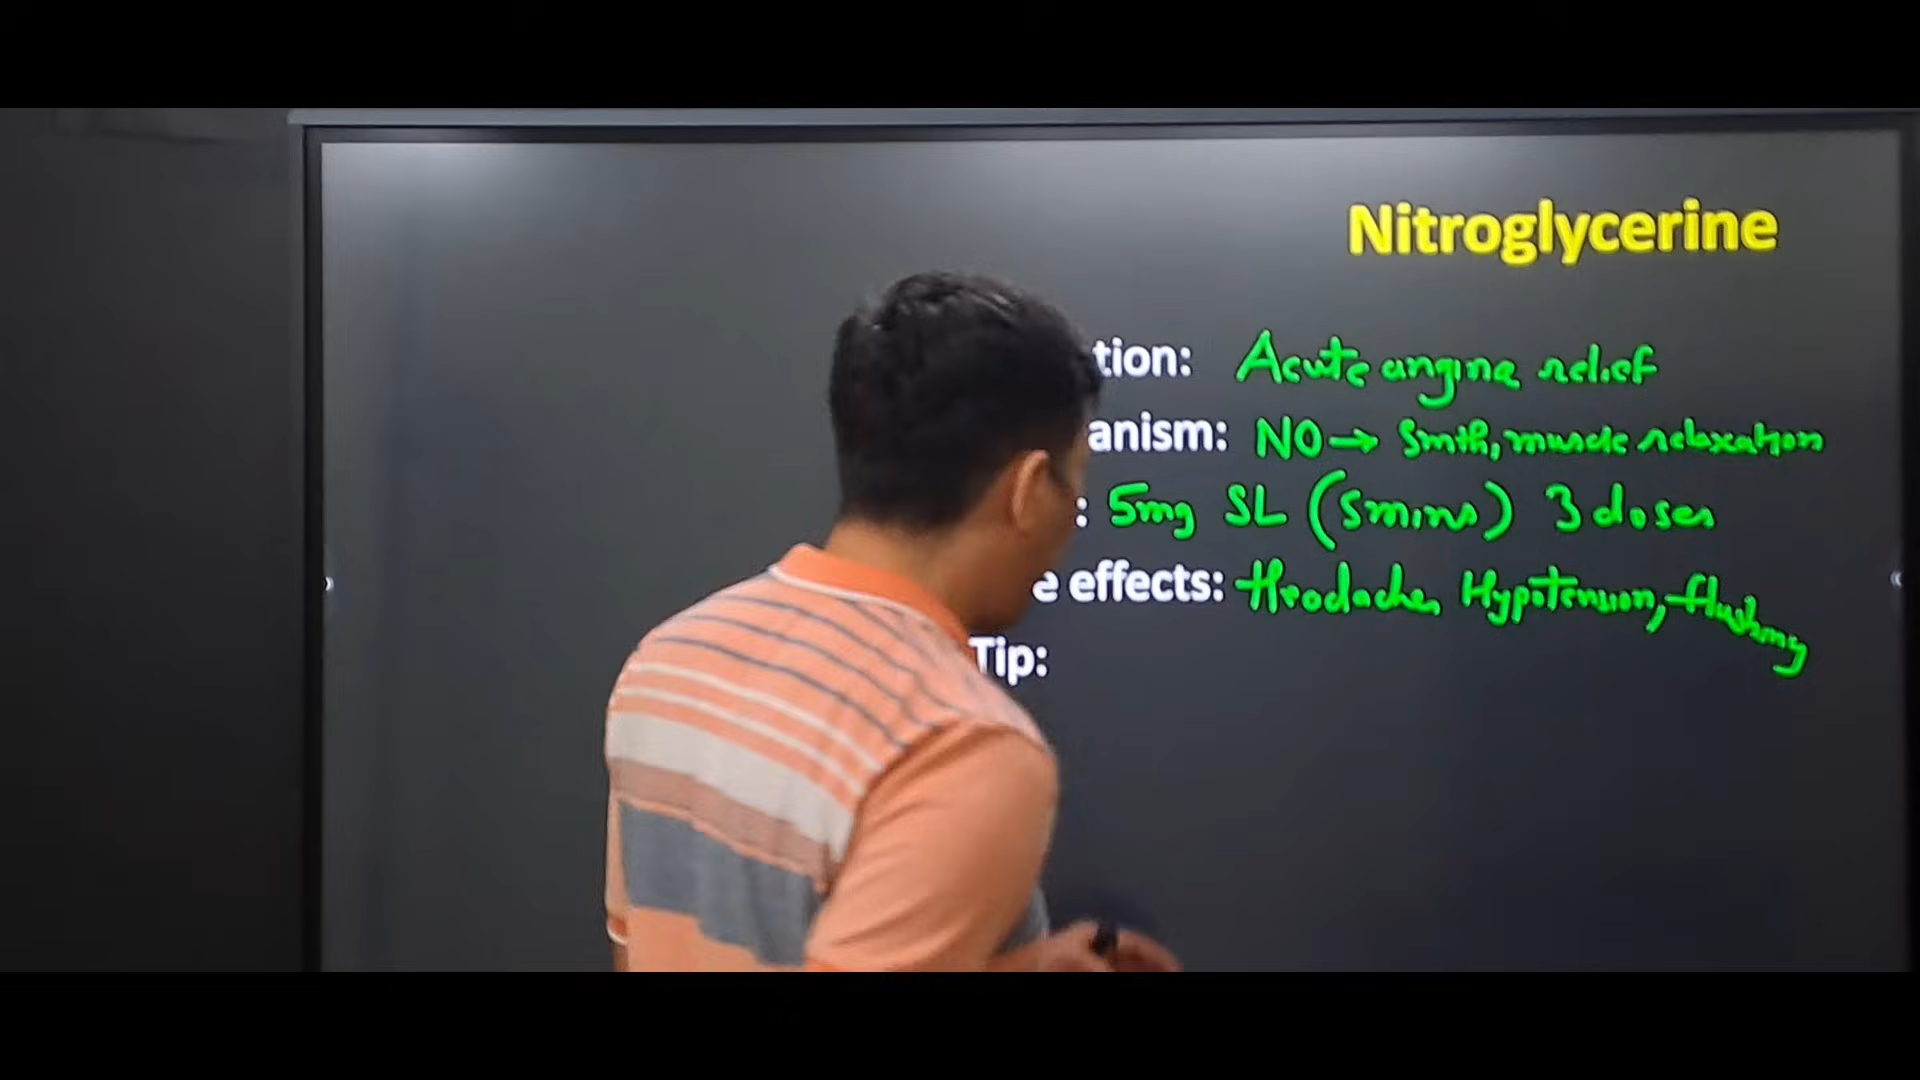 Nitroglycerine
tion: Acute angina relief
anism: NO → Smth, muscle relaxation
: 5mg SL (5mins) 3 doses
e effects: Headache, Hypotension, flushing
Tip: